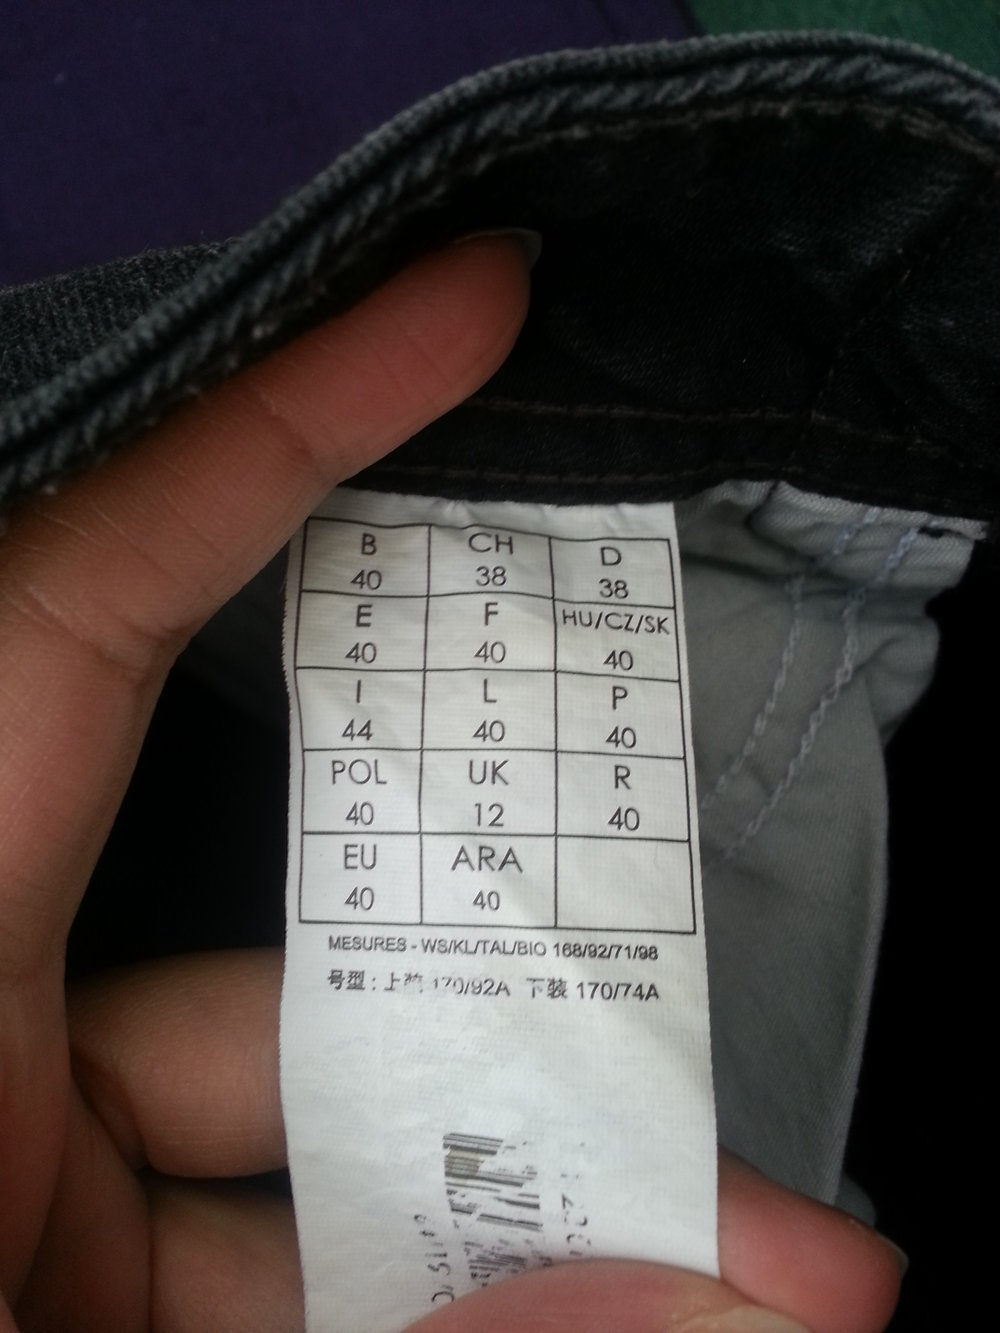 B CH D
40 38 38
E F HU/CZ/SK
40 40 40
I L P
44 40 40
POL UK R
40 12 40
EU ARA
40 40
MESURES - WS/KL/TAL/BIO 168/92/71/98
号型 : 上装 170/92A 下装 170/74A